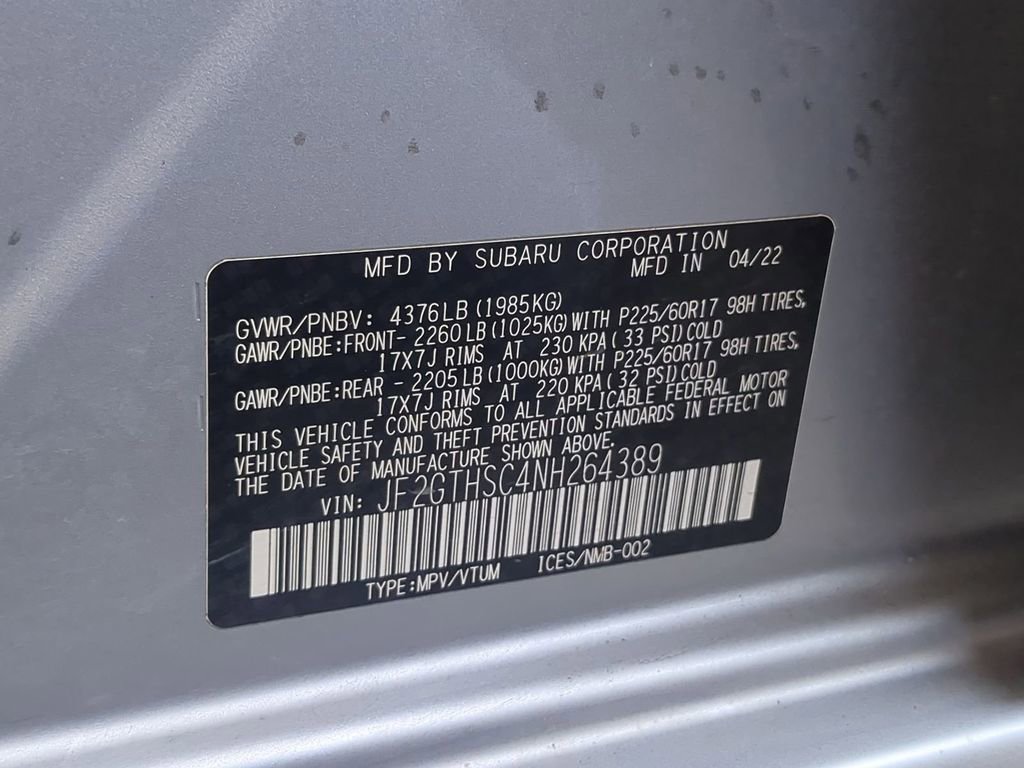 MFD BY SUBARU CORPORATION
MFD IN 04/22
GVWR/PNBV: 4376LB(1985KG)
GAWR/PNBE:FRONT- 2260LB(1025KG)WITH P225/60R17 98H TIRES,
17X7J RIMS AT 230 KPA(33 PSI)COLD
GAWR/PNBE:REAR - 2205LB(1000KG)WITH P225/60R17 98H TIRES,
17X7J RIMS AT 220 KPA(32 PSI)COLD
THIS VEHICLE CONFORMS TO ALL APPLICABLE FEDERAL MOTOR
VEHICLE SAFETY AND THEFT PREVENTION STANDARDS IN EFFECT ON
THE DATE OF MANUFACTURE SHOWN ABOVE.
VIN: JF2GTHSC4NH264389
TYPE:MPV/VTUM ICES/NMB-002